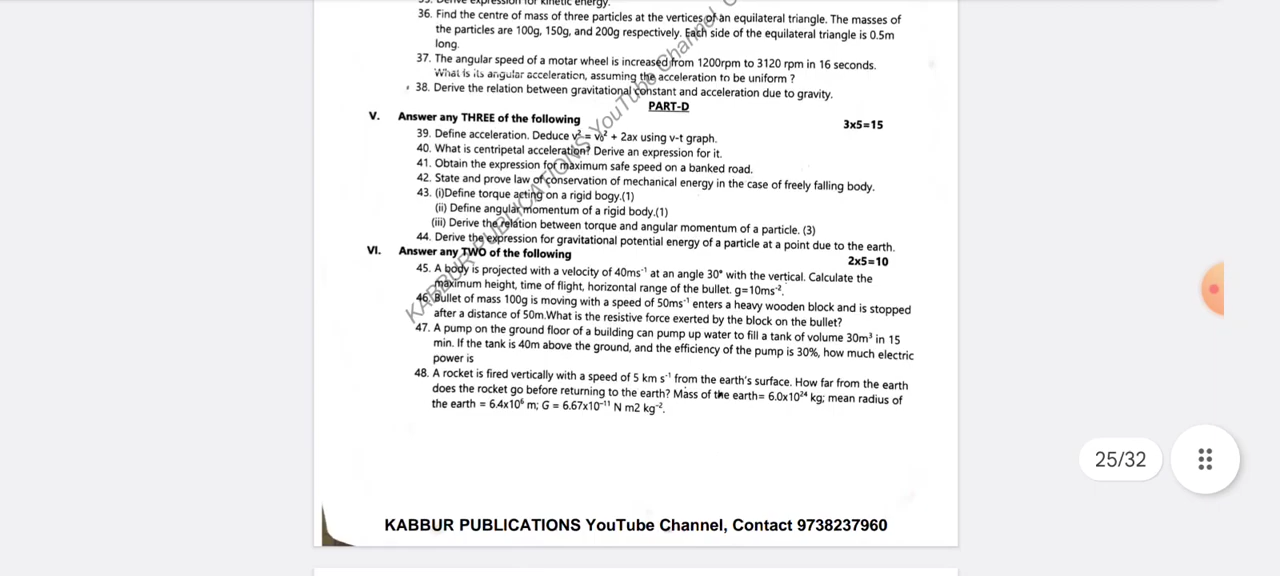 35. Derive expression for kinetic energy.
36. Find the centre of mass of three particles at the vertices of an equilateral triangle. The masses of
the particles are 100g, 150g, and 200g respectively. Each side of the equilateral triangle is 0.5m
long.
37. The angular speed of a motar wheel is increased from 1200rpm to 3120 rpm in 16 seconds.
What is its angular acceleration, assuming the acceleration to be uniform ?
38. Derive the relation between gravitational constant and acceleration due to gravity.
PART-D
V. Answer any THREE of the following 3x5=15
39. Define acceleration. Deduce v² = v₀² + 2ax using v-t graph.
40. What is centripetal acceleration? Derive an expression for it.
41. Obtain the expression for maximum safe speed on a banked road.
42. State and prove law of conservation of mechanical energy in the case of freely falling body.
43. (i)Define torque acting on a rigid bogy.(1)
(ii) Define angular momentum of a rigid body.(1)
(iii) Derive the relation between torque and angular momentum of a particle. (3)
44. Derive the expression for gravitational potential energy of a particle at a point due to the earth.
VI. Answer any TWO of the following 2x5=10
45. A body is projected with a velocity of 40ms⁻¹ at an angle 30° with the vertical. Calculate the
maximum height, time of flight, horizontal range of the bullet. g=10ms⁻².
46. Bullet of mass 100g is moving with a speed of 50ms⁻¹ enters a heavy wooden block and is stopped
after a distance of 50m.What is the resistive force exerted by the block on the bullet?
47. A pump on the ground floor of a building can pump up water to fill a tank of volume 30m³ in 15
min. If the tank is 40m above the ground, and the efficiency of the pump is 30%, how much electric
power is
48. A rocket is fired vertically with a speed of 5 km s⁻¹ from the earth's surface. How far from the earth
does the rocket go before returning to the earth? Mass of the earth= 6.0x10²⁴ kg; mean radius of
the earth = 6.4x10⁶ m; G = 6.67x10⁻¹¹ N m2 kg⁻².
KABBUR PUBLICATIONS YouTube Channel,
25/32
KABBUR PUBLICATIONS YouTube Channel, Contact 9738237960